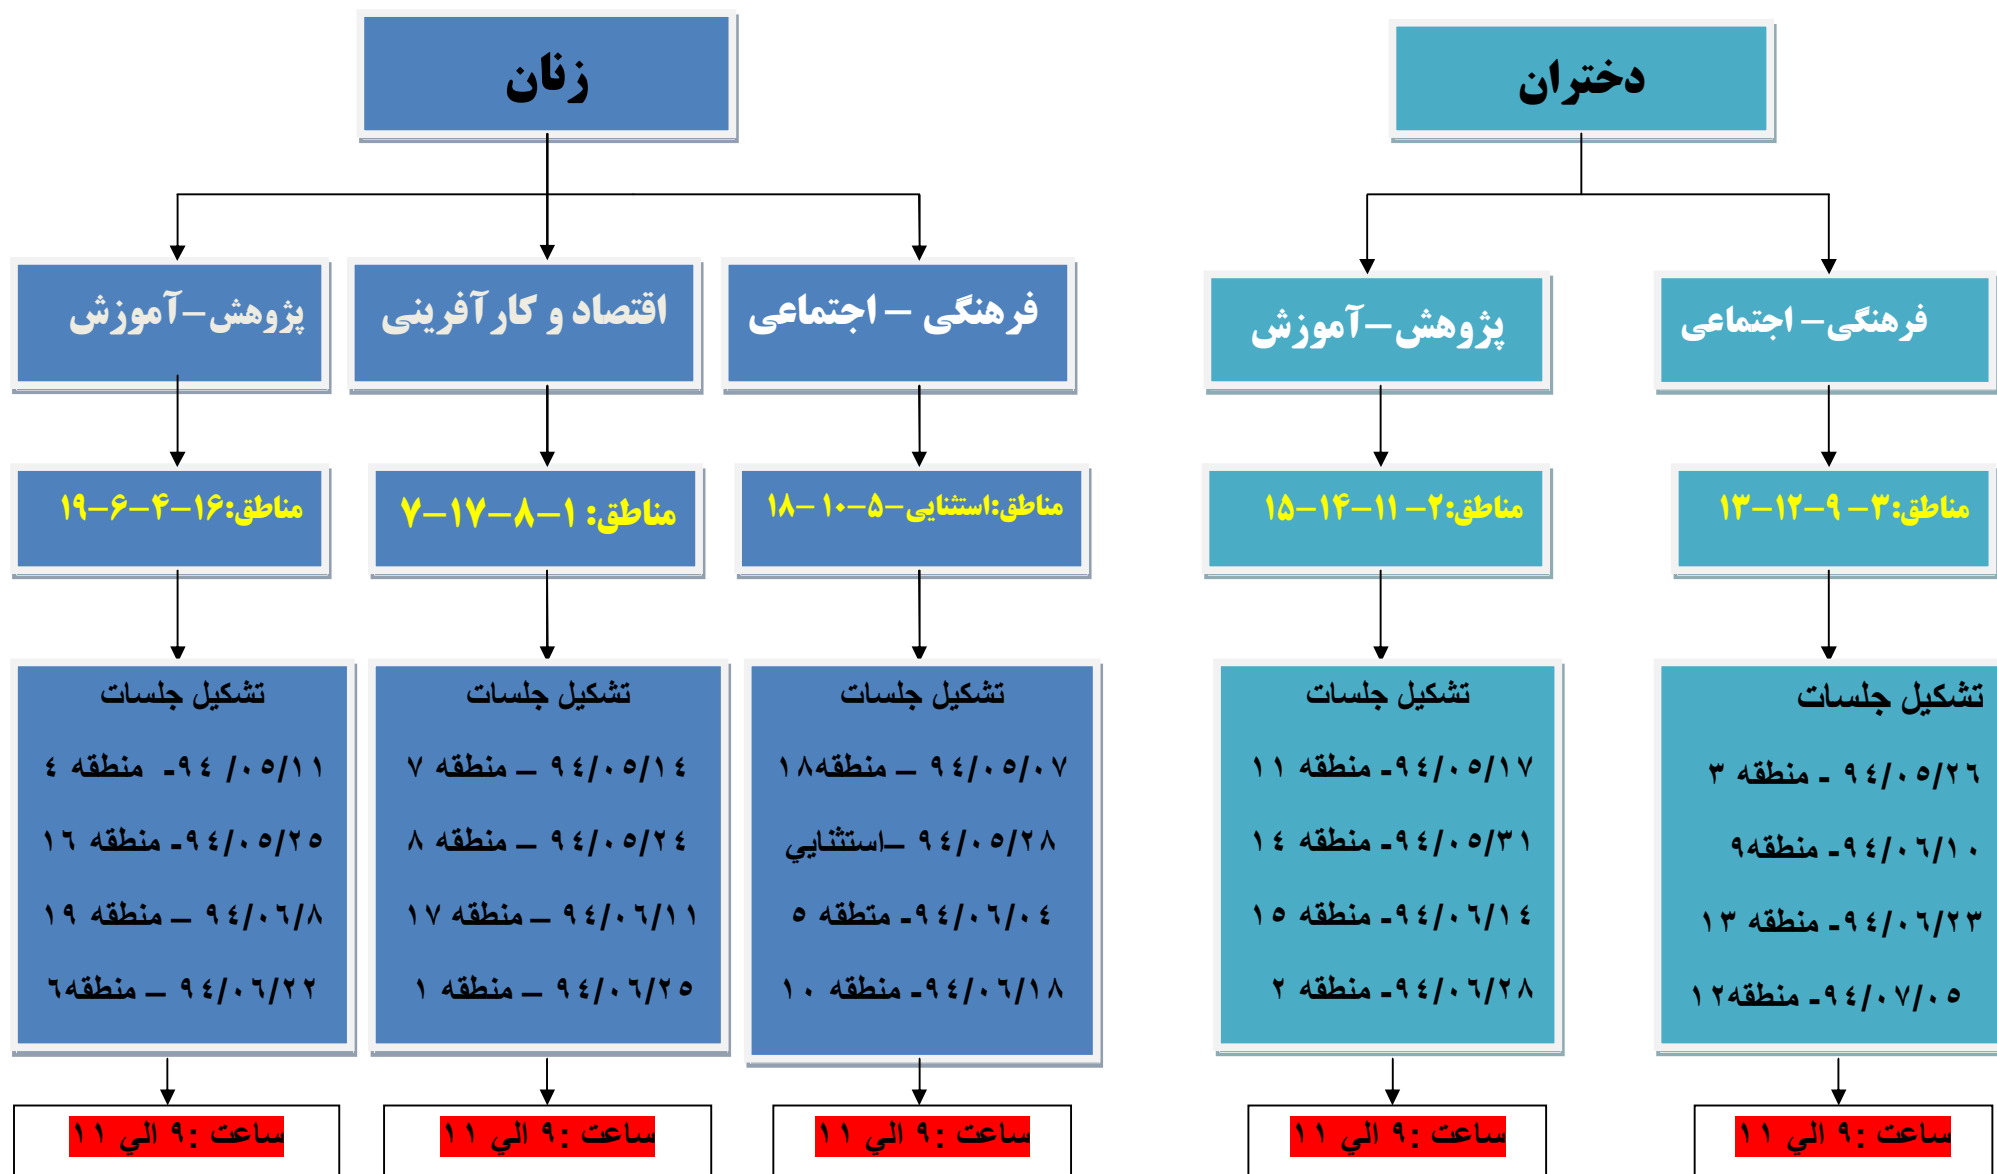 دختران
زنان
فرهنگی- اجتماعی
پژوهش-آموزش
فرهنگی - اجتماعی
اقتصاد و کارآفرینی
پژوهش-آموزش
مناطق:۳- ۹-۱۲-۱۳
مناطق:۲- ۱۱-۱۴-۱۵
مناطق:استثنایی-۵-۱۰-۱۸
مناطق: ۱-۸-۱۷-۷
مناطق:۱۶-۴-۶-۱۹
تشکیل جلسات
۹٤/۰٥/۲٦ - منطقه ۳
۹٤/۰٦/۱۰- منطقه۹
۹٤/۰٦/۲۳- منطقه ۱۳
۹٤/۰۷/۰٥- منطقه۱۲
تشکیل جلسات
۹٤/۰٥/۱۷- منطقه ۱۱
۹٤/۰٥/۳۱- منطقه ۱٤
۹٤/۰٦/۱٤- منطقه ۱٥
۹٤/۰٦/۲۸- منطقه ۲
تشکیل جلسات
۹٤/۰٥/۰۷ – منطقه۱۸
۹٤/۰٥/۲۸ –استثنايي
۹٤/۰٦/۰٤- متطقه ٥
۹٤/۰٦/۱۸- منطقه ۱۰
تشکیل جلسات
۹٤/۰٥/۱٤ – منطقه ۷
۹٤/۰٥/۲٤ – منطقه ۸
۹٤/۰٦/۱۱ – منطقه ۱۷
۹٤/۰٦/۲٥ – منطقه ۱
تشکیل جلسات
۹٤ /۰٥/۱۱- منطقه ٤
۹٤/۰٥/۲٥- منطقه ۱٦
۹٤/۰٦/۸ – منطقه ۱۹
۹٤/۰٦/۲۲ – منطقه٦
ساعت :۹ الي ۱۱
ساعت :۹ الي ۱۱
ساعت :۹ الي ۱۱
ساعت :۹ الي ۱۱
ساعت :۹ الي ۱۱